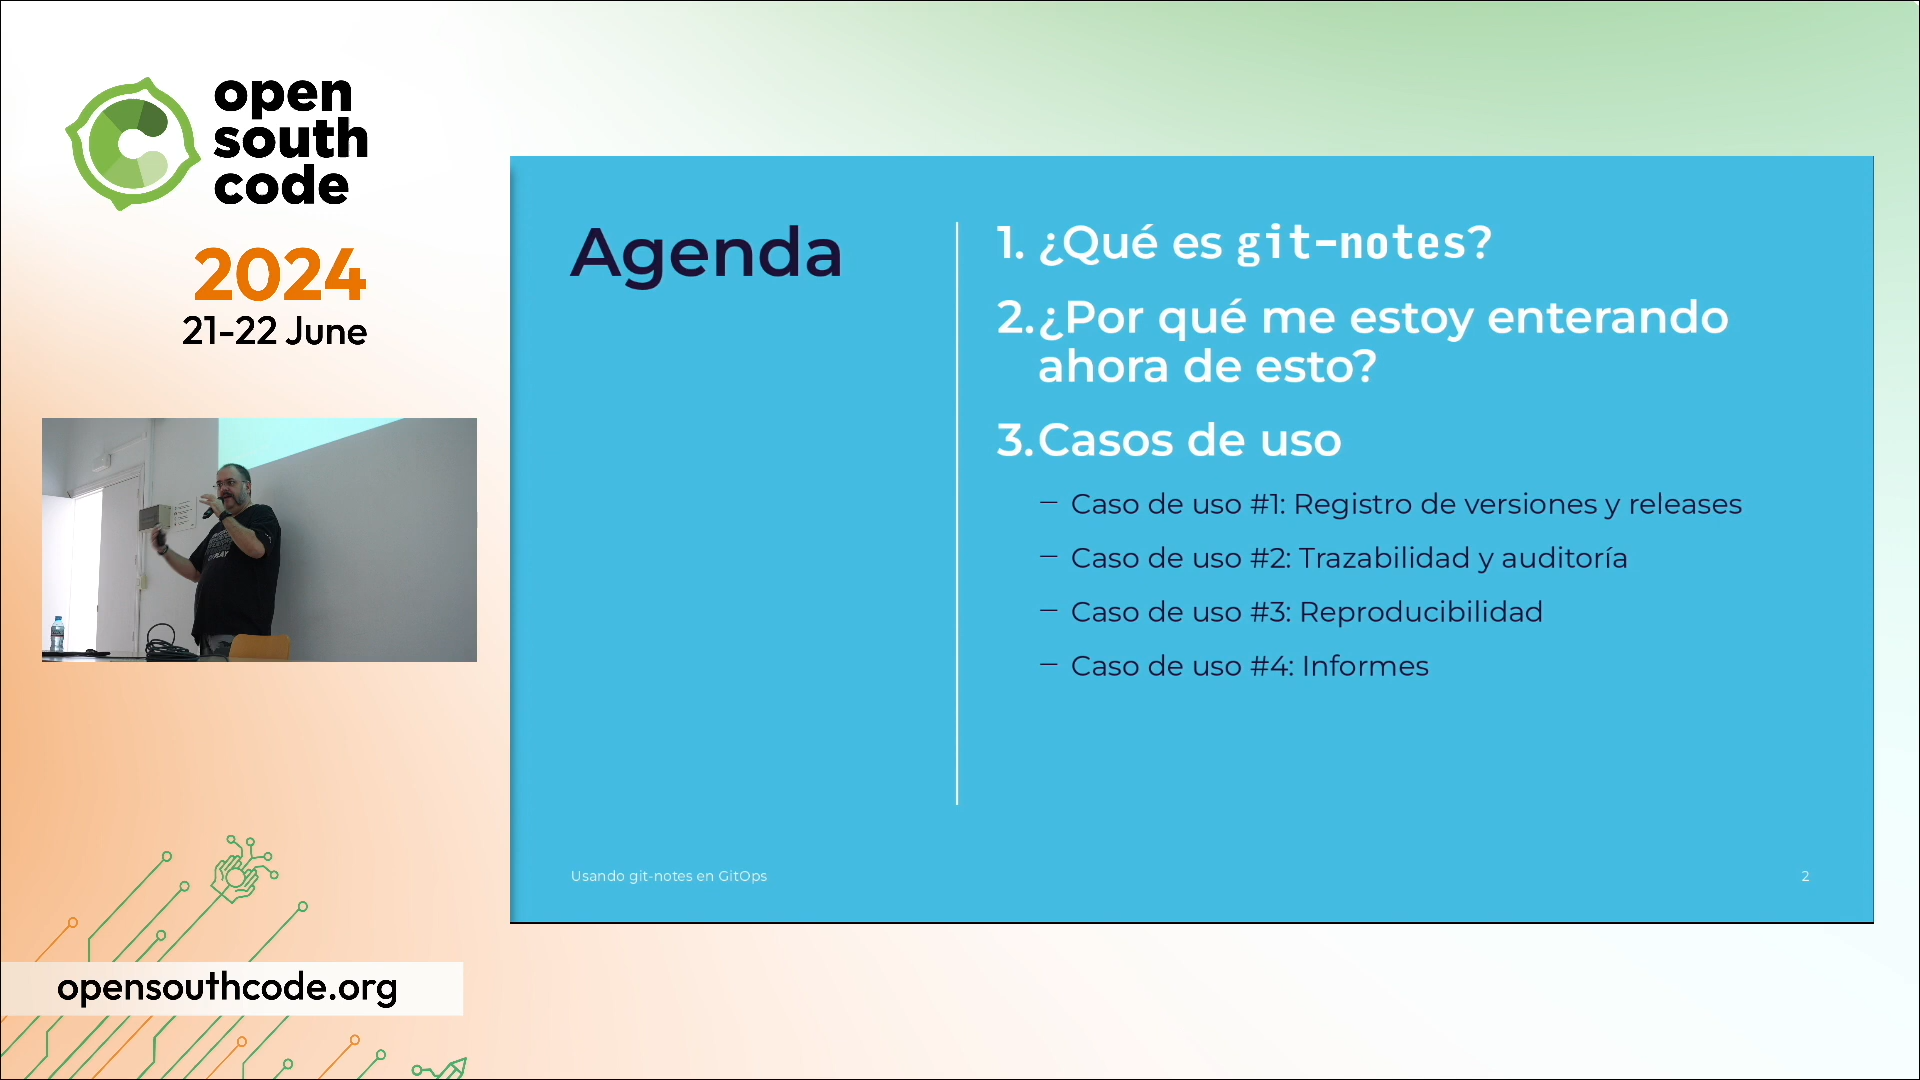 open
south
code
2024
21-22 June
opensouthcode.org
Agenda
1. ¿Qué es git-notes?
2. ¿Por qué me estoy enterando
ahora de esto?
3. Casos de uso
– Caso de uso #1: Registro de versiones y releases
– Caso de uso #2: Trazabilidad y auditoría
– Caso de uso #3: Reproducibilidad
– Caso de uso #4: Informes
Usando git-notes en GitOps
2